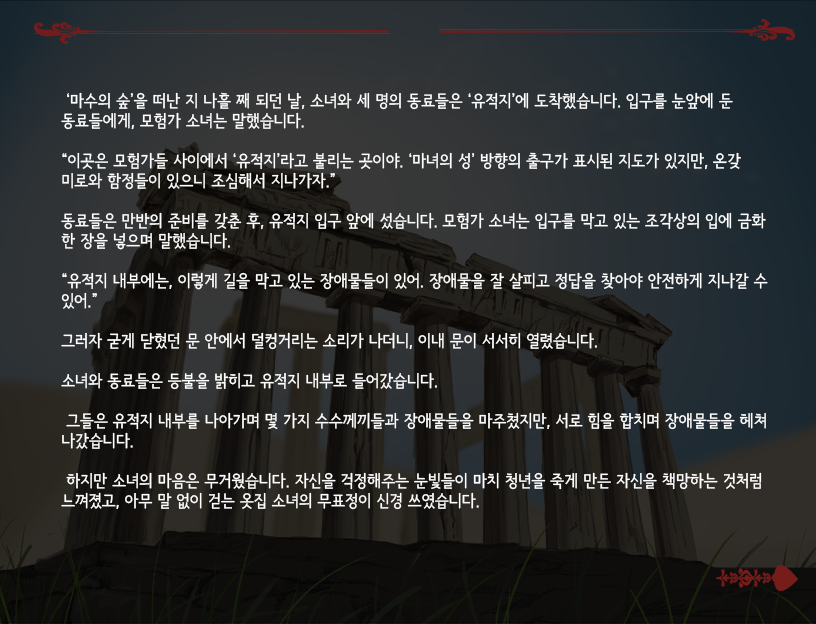 ‘마수의 숲’을 떠난 지 나흘 째 되던 날, 소녀와 세 명의 동료들은 ‘유적지’에 도착했습니다. 입구를 눈앞에 둔
동료들에게, 모험가 소녀는 말했습니다.
“이곳은 모험가들 사이에서 ‘유적지’라고 불리는 곳이야. ‘마녀의 성’ 방향의 출구가 표시된 지도가 있지만, 온갖
미로와 함정들이 있으니 조심해서 지나가자.”
동료들은 만반의 준비를 갖춘 후, 유적지 입구 앞에 섰습니다. 모험가 소녀는 입구를 막고 있는 조각상의 입에 금화
한 장을 넣으며 말했습니다.
“유적지 내부에는, 이렇게 길을 막고 있는 장애물들이 있어. 장애물을 잘 살피고 정답을 찾아야 안전하게 지나갈 수
있어.”
그러자 굳게 닫혔던 문 안에서 덜컹거리는 소리가 나더니, 이내 문이 서서히 열렸습니다.
소녀와 동료들은 등불을 밝히고 유적지 내부로 들어갔습니다.
그들은 유적지 내부를 나아가며 몇 가지 수수께끼들과 장애물들을 마주쳤지만, 서로 힘을 합치며 장애물들을 헤쳐
나갔습니다.
하지만 소녀의 마음은 무거웠습니다. 자신을 걱정해주는 눈빛들이 마치 청년을 죽게 만든 자신을 책망하는 것처럼
느껴졌고, 아무 말 없이 걷는 옷집 소녀의 무표정이 신경 쓰였습니다.